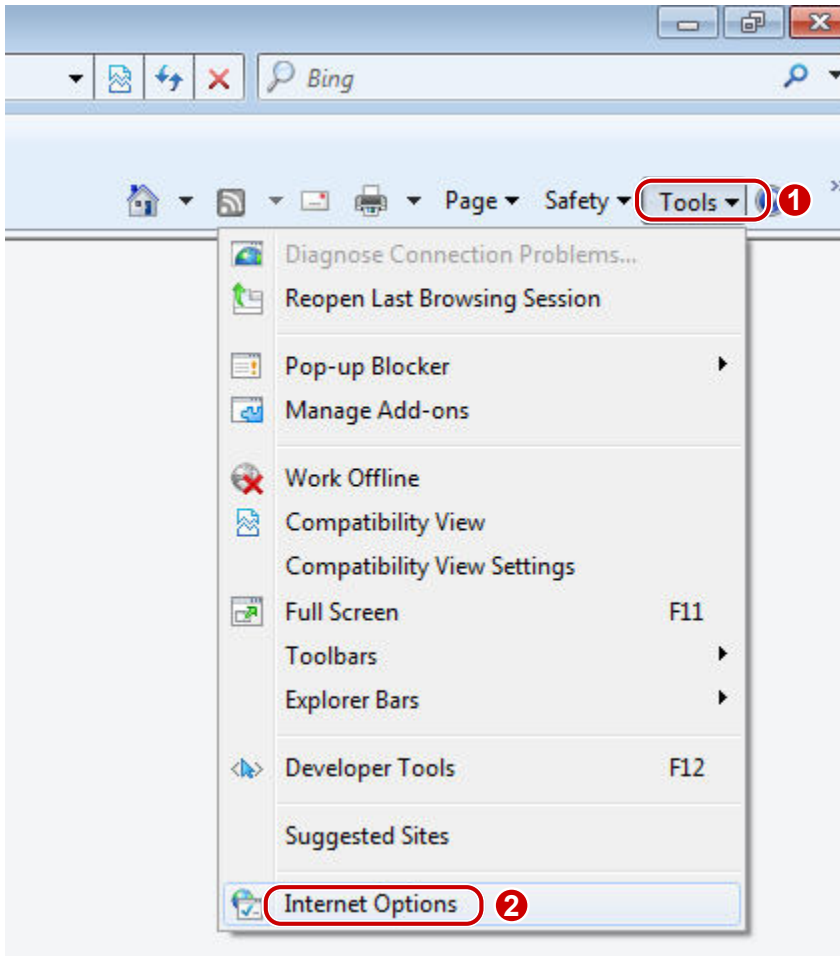 Bing
Page Safety Tools 1
Diagnose Connection Problems...
Reopen Last Browsing Session
Pop-up Blocker
Manage Add-ons
Work Offline
Compatibility View
Compatibility View Settings
Full Screen F11
Toolbars
Explorer Bars
Developer Tools F12
Suggested Sites
Internet Options 2